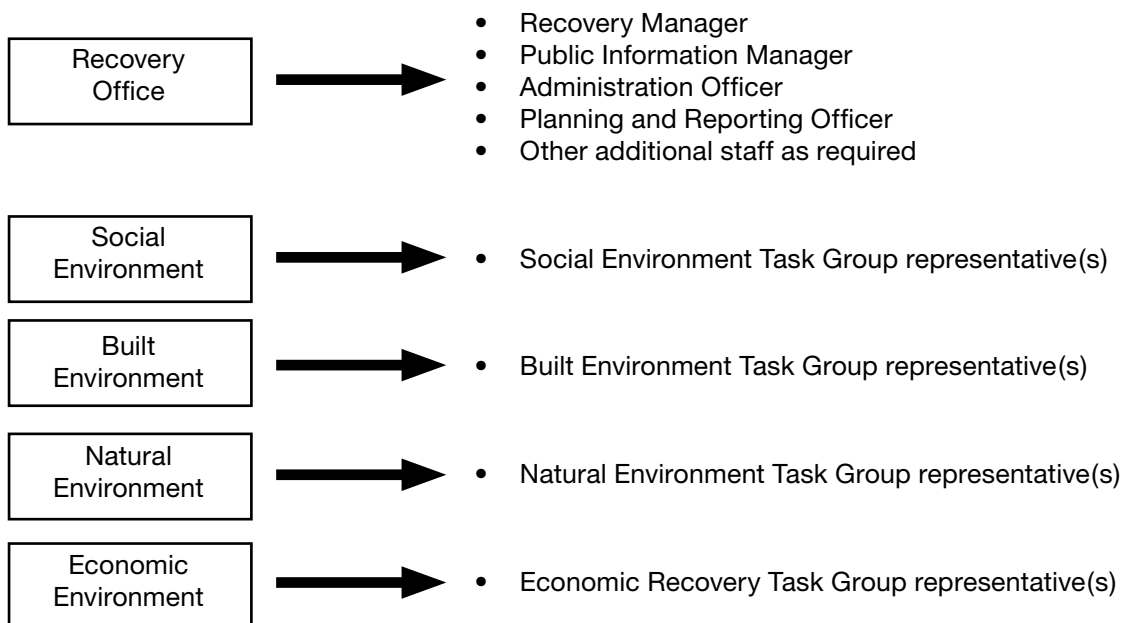 Recovery
Office
• Recovery Manager
• Public Information Manager
• Administration Officer
• Planning and Reporting Officer
• Other additional staff as required
Social
Environment
• Social Environment Task Group representative(s)
Built
Environment
• Built Environment Task Group representative(s)
Natural
Environment
• Natural Environment Task Group representative(s)
Economic
Environment
• Economic Recovery Task Group representative(s)